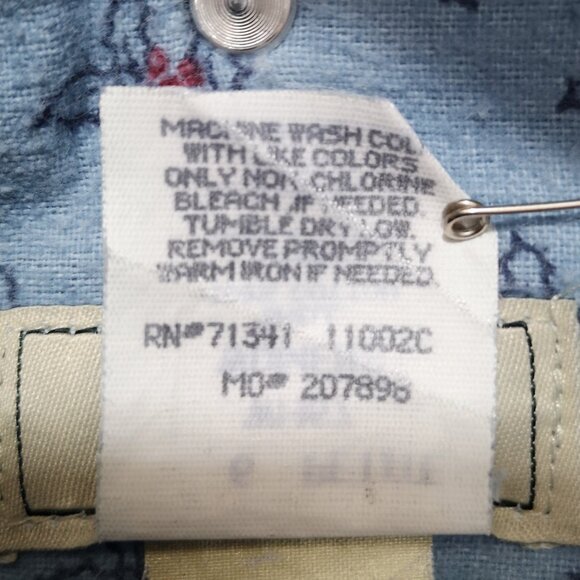 MACHINE WASH COLD
WITH LIKE COLORS
ONLY NON CHLORINE
BLEACH IF NEEDED.
TUMBLE DRY LOW.
REMOVE PROMPTLY
WARM IRON IF NEEDED.
RN#71341 11002C
MO# 207898